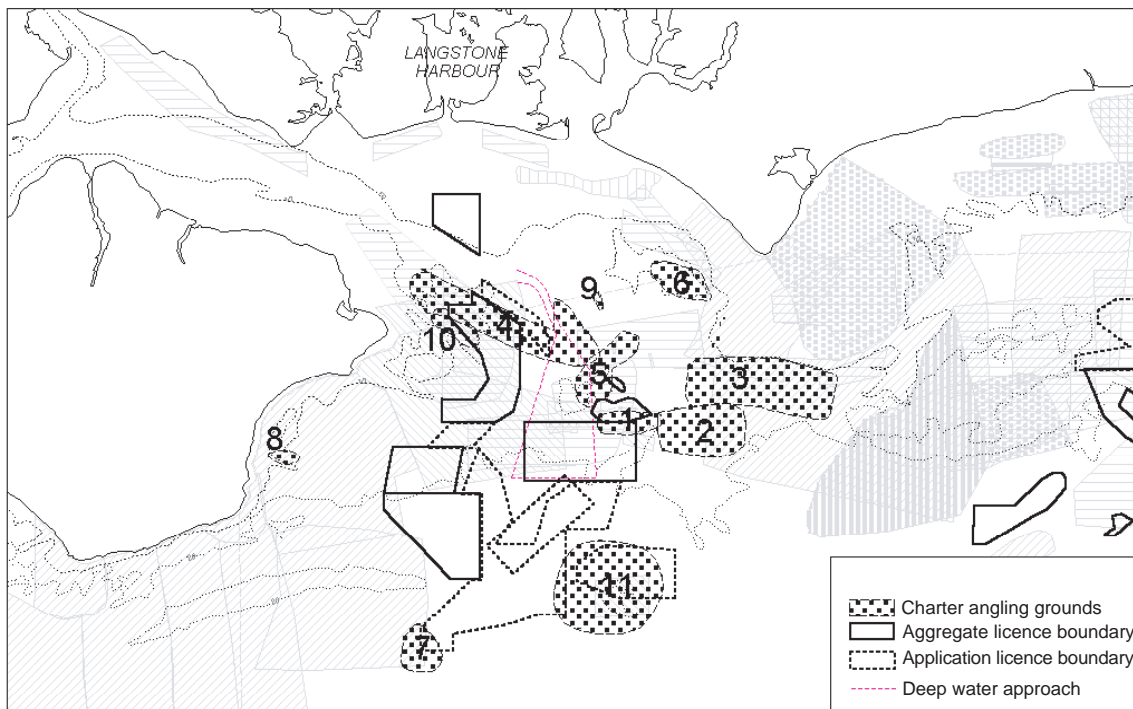 LANGSTONE
HARBOUR
9
6
4
10
5
3
1
2
8
11
7
Charter angling grounds
Aggregate licence boundary
Application licence boundary
Deep water approach